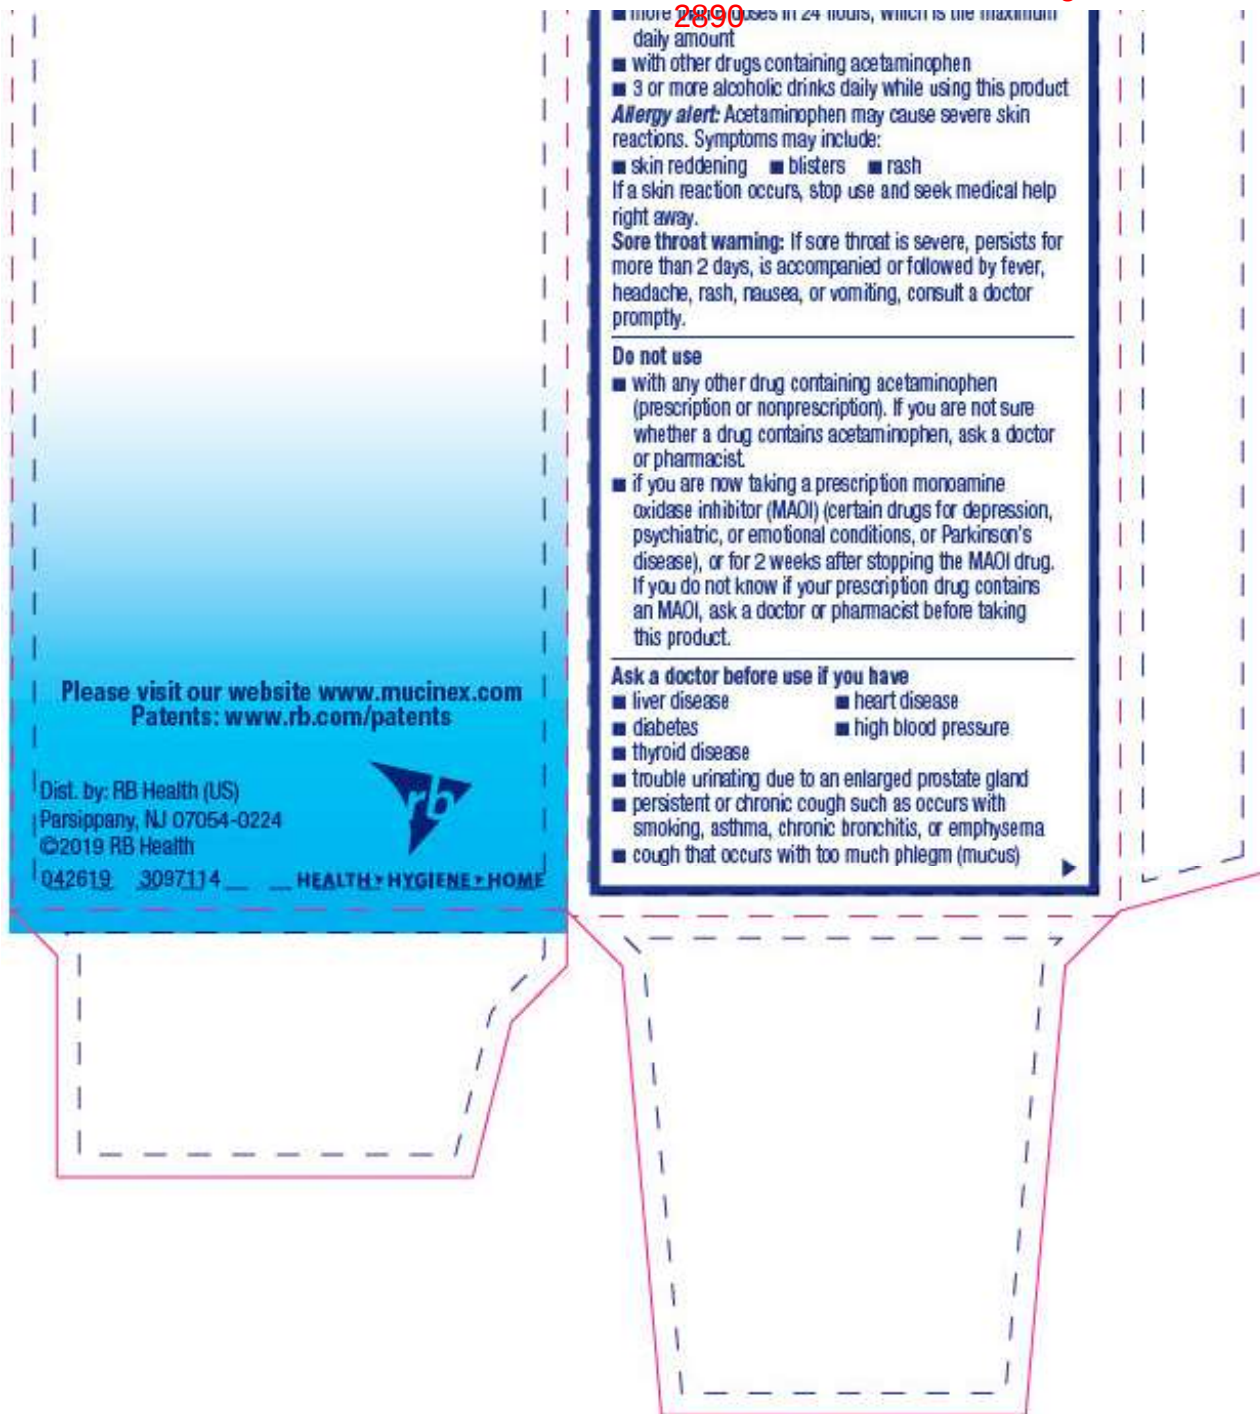 2890
daily amount
■ with other drugs containing acetaminophen
■ 3 or more alcoholic drinks daily while using this product
Allergy alert: Acetaminophen may cause severe skin
reactions. Symptoms may include:
■ skin reddening ■ blisters ■ rash
If a skin reaction occurs, stop use and seek medical help
right away.
Sore throat warning: If sore throat is severe, persists for
more than 2 days, is accompanied or followed by fever,
headache, rash, nausea, or vomiting, consult a doctor
promptly.
Do not use
■ with any other drug containing acetaminophen
(prescription or nonprescription). If you are not sure
whether a drug contains acetaminophen, ask a doctor
or pharmacist.
■ if you are now taking a prescription monoamine
oxidase inhibitor (MAOI) (certain drugs for depression,
psychiatric, or emotional conditions, or Parkinson's
disease), or for 2 weeks after stopping the MAOI drug.
If you do not know if your prescription drug contains
an MAOI, ask a doctor or pharmacist before taking
this product.
Ask a doctor before use if you have
■ liver disease ■ heart disease
■ diabetes ■ high blood pressure
■ thyroid disease
■ trouble urinating due to an enlarged prostate gland
■ persistent or chronic cough such as occurs with
smoking, asthma, chronic bronchitis, or emphysema
■ cough that occurs with too much phlegm (mucus)
Please visit our website www.mucinex.com
Patents: www.rb.com/patents
rb
Dist. by: RB Health (US)
Parsippany, NJ 07054-0224
©2019 RB Health
042619 3097114 HEALTH • HYGIENE • HOME